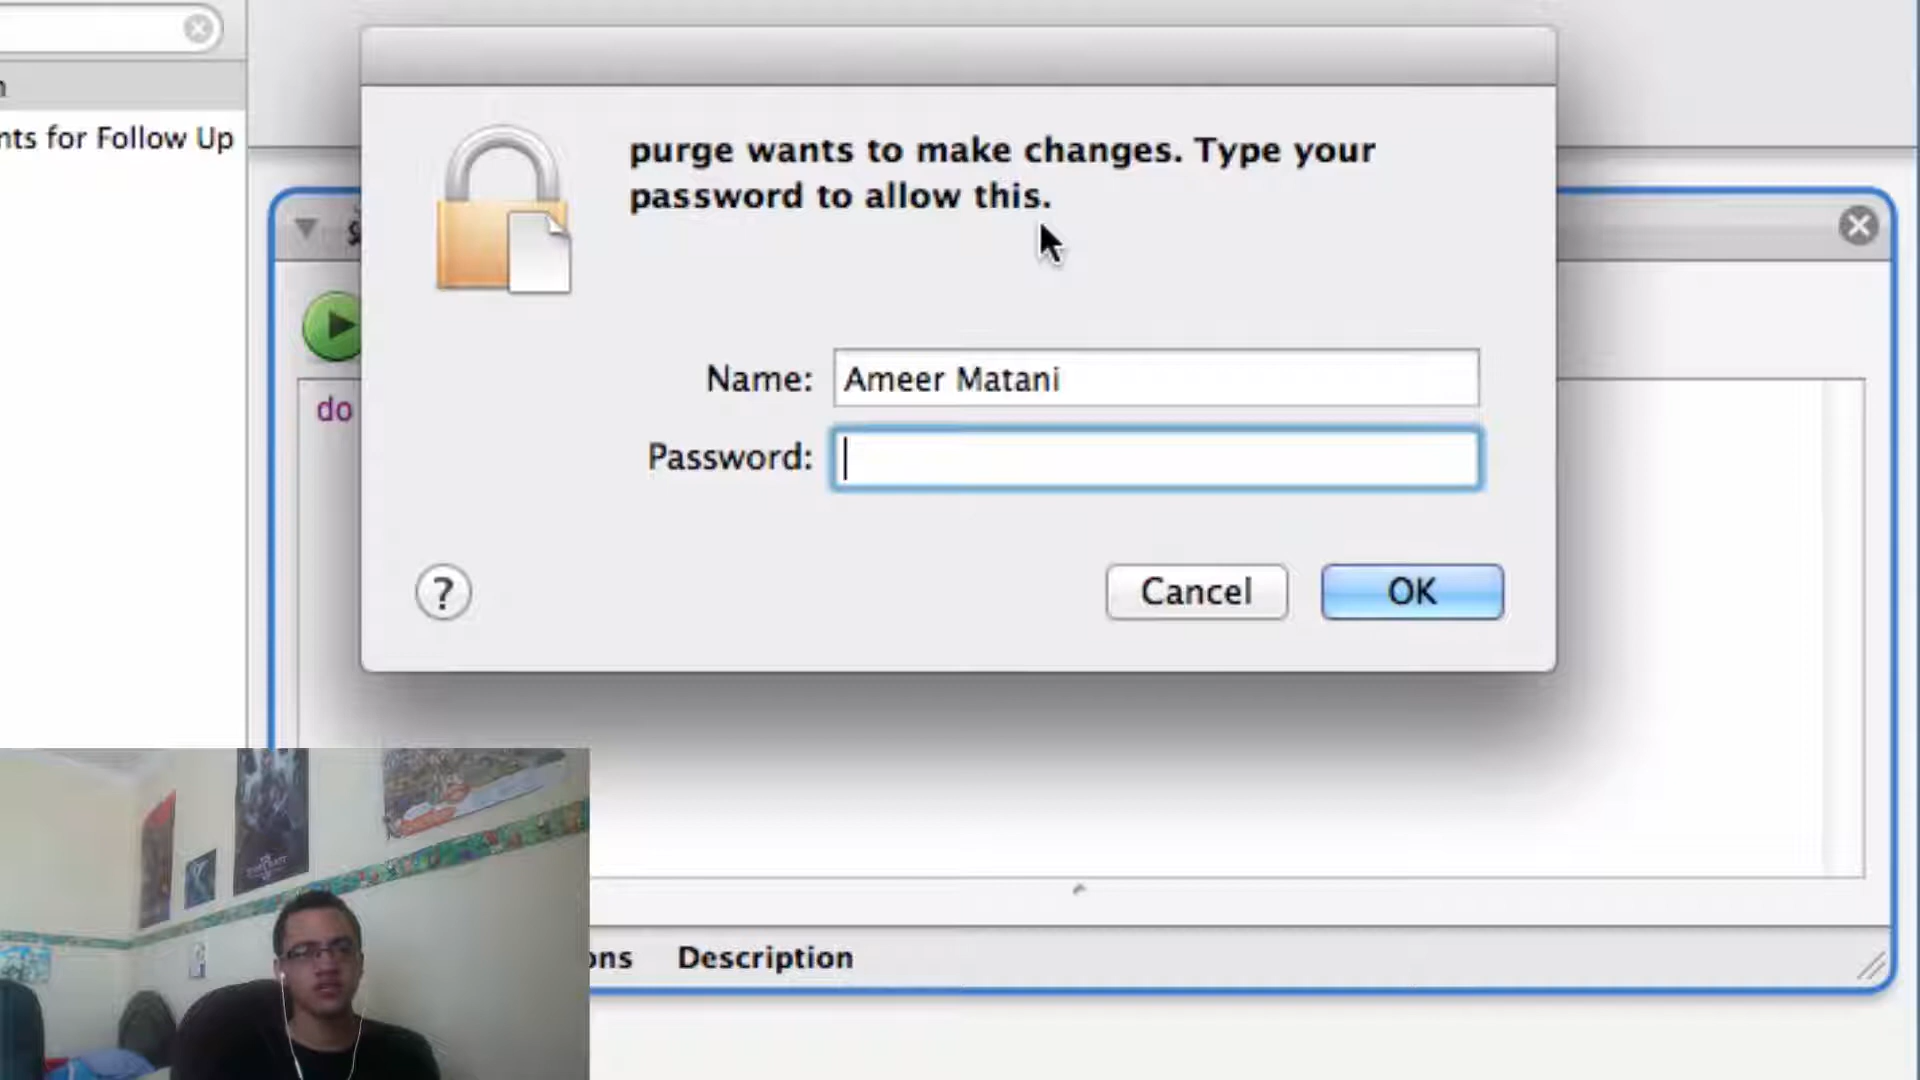 nts for Follow Up
purge wants to make changes. Type your
password to allow this.
Name: Ameer Matani
Password:
do
?
Cancel
OK
ons
Description